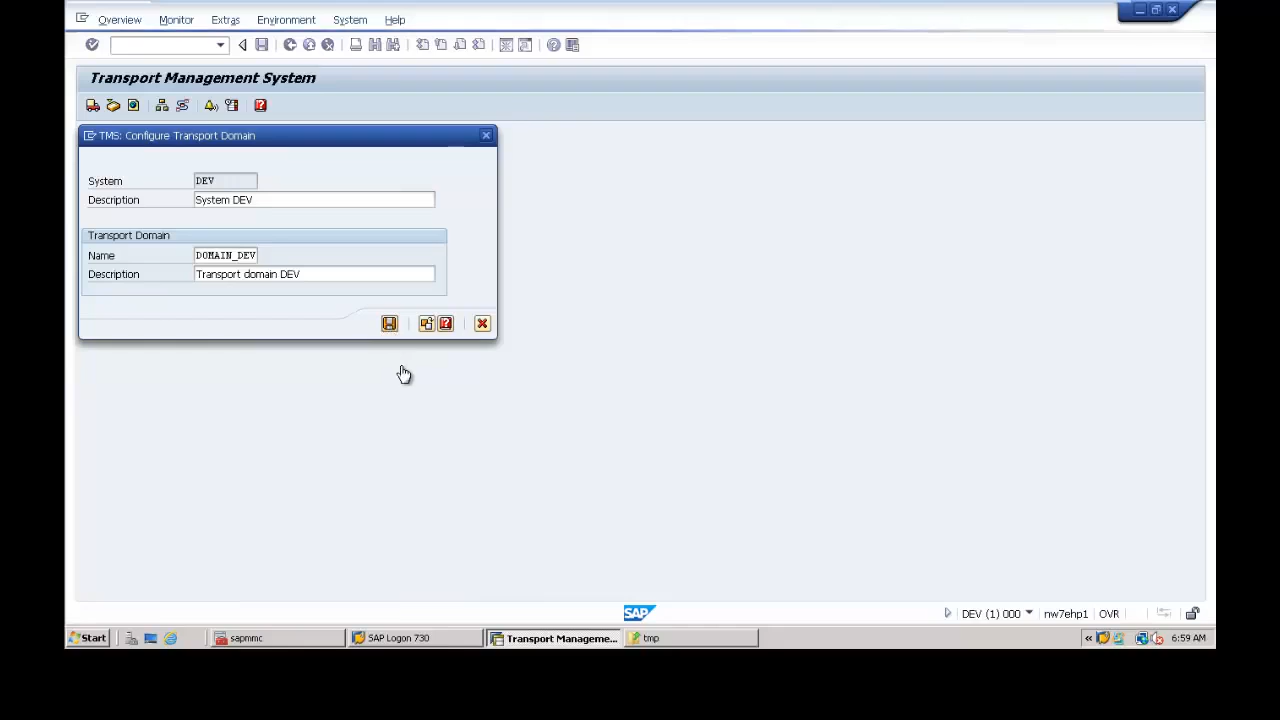 Overview Monitor Extras Environment System Help
Transport Management System
TMS: Configure Transport Domain
System DEV
Description System DEV
Transport Domain
Name DOMAIN_DEV
Description Transport domain DEV
SAP
DEV (1) 000 nw7ehp1 OVR
Start sapmmc SAP Logon 730 Transport Manageme... tmp « 6:59 AM